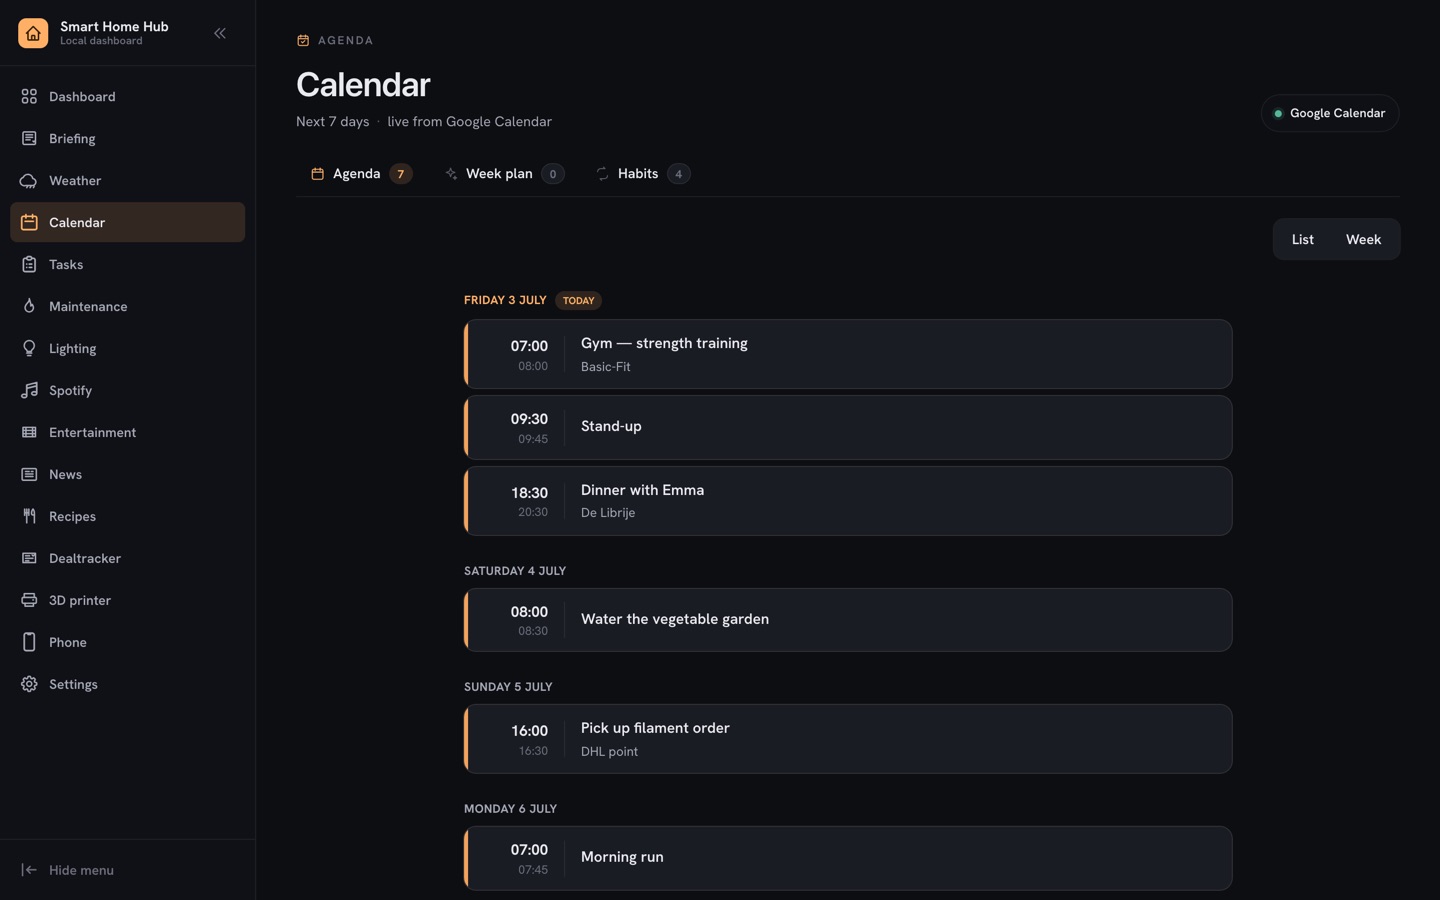 Smart Home Hub
Local dashboard
Dashboard
Briefing
Weather
Calendar
Tasks
Maintenance
Lighting
Spotify
Entertainment
News
Recipes
Dealtracker
3D printer
Phone
Settings
Hide menu
AGENDA
Calendar
Next 7 days · live from Google Calendar
Google Calendar
Agenda 7 Week plan 0 Habits 4
List Week
FRIDAY 3 JULY TODAY
07:00 Gym — strength training
08:00 Basic-Fit
09:30 Stand-up
09:45
18:30 Dinner with Emma
20:30 De Librije
SATURDAY 4 JULY
08:00 Water the vegetable garden
08:30
SUNDAY 5 JULY
16:00 Pick up filament order
16:30 DHL point
MONDAY 6 JULY
07:00 Morning run
07:45